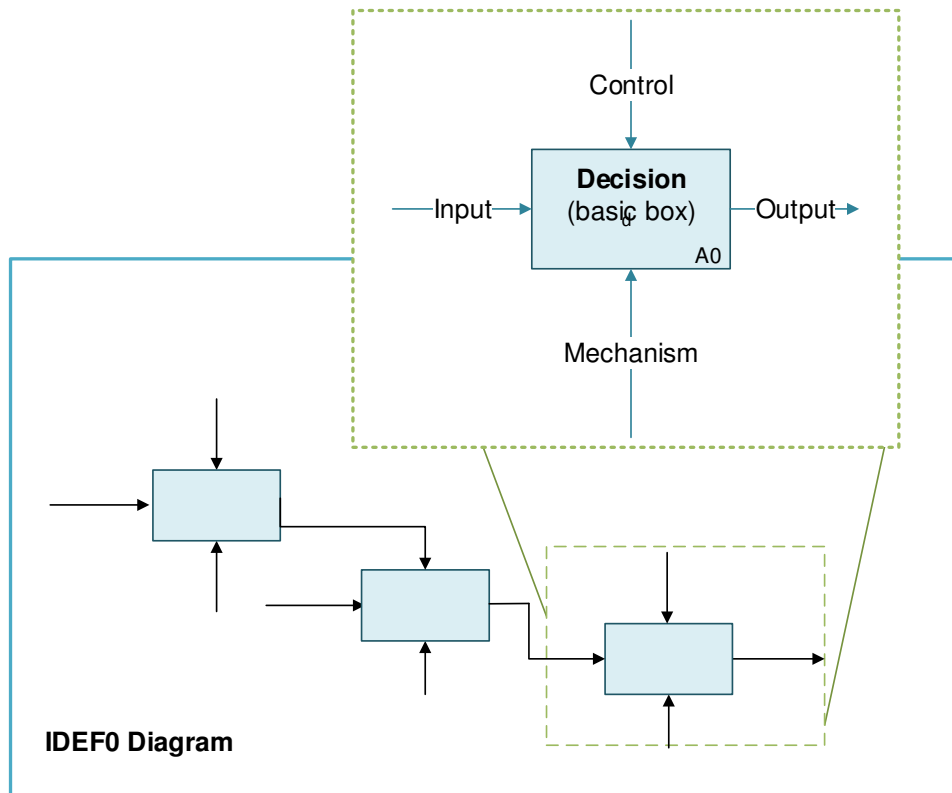 Control
Decision
Input
(basic box)
Output
d
A0
Mechanism
IDEF0 Diagram